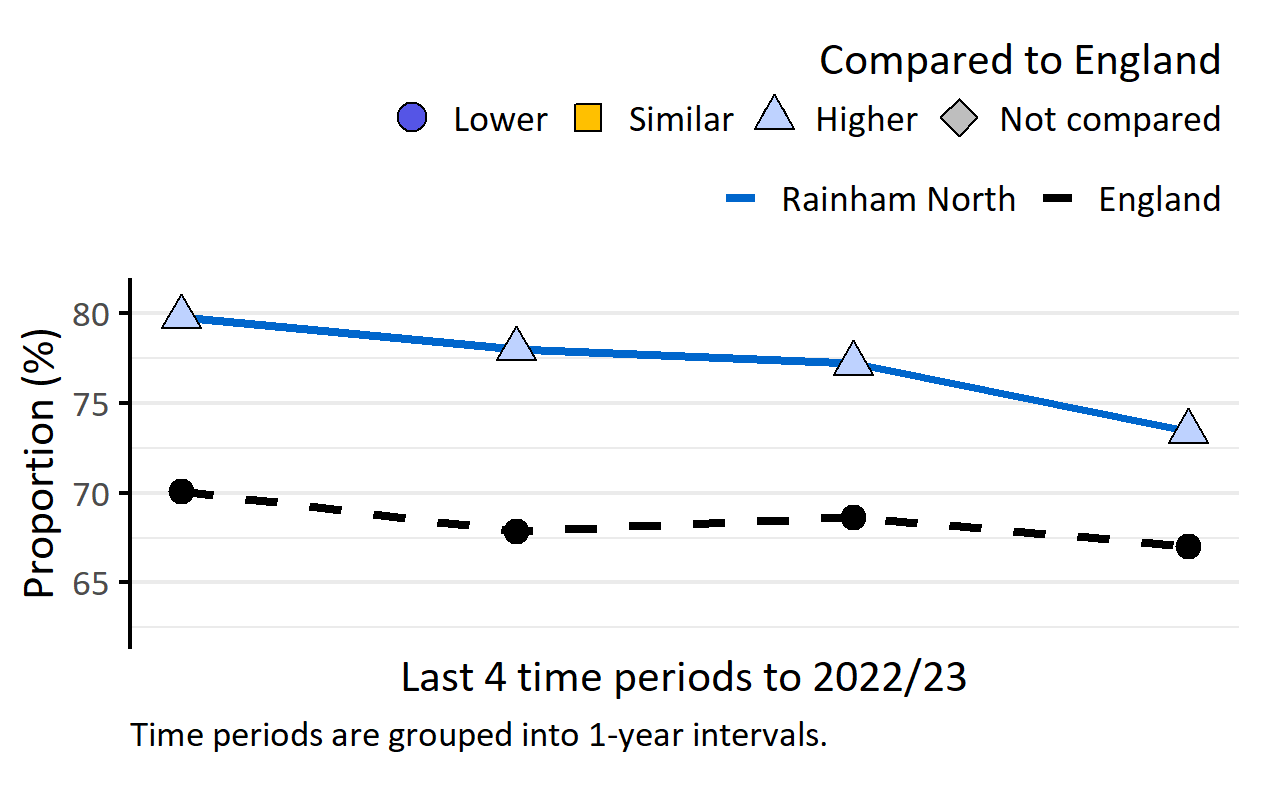 Compared to England
Lower Similar Higher Not compared
Rainham North England
Proportion (%)
80
75
70
65
Last 4 time periods to 2022/23
Time periods are grouped into 1-year intervals.